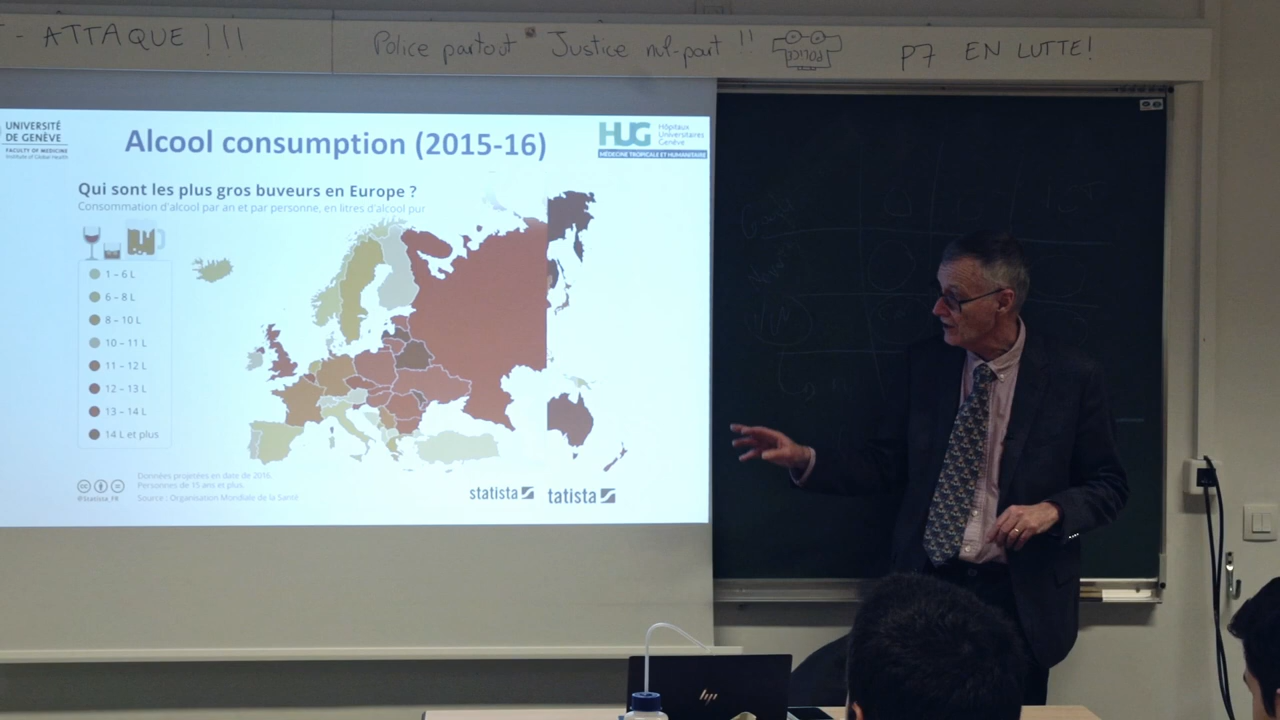 - ATTAQUE !!!
Police partout Justice nul-part !!
POLICE
P7 EN LUTTE!
UNIVERSITÉ
DE GENÈVE
FACULTY OF MEDICINE
Institute of Global Health
Alcool consumption (2015-16)
HUG
Hôpitaux
Universitaires
Genève
MÉDECINE TROPICALE ET HUMANITAIRE
Qui sont les plus gros buveurs en Europe ?
Consommation d'alcool par an et par personne, en litres d'alcool pur
1 – 6 L
6 – 8 L
8 – 10 L
10 – 11 L
11 – 12 L
12 – 13 L
13 – 14 L
14 L et plus
Données projetées en date de 2016.
Personnes de 15 ans et plus.
Source : Organisation Mondiale de la Santé
@Statista_FR
statista
tatista
hp